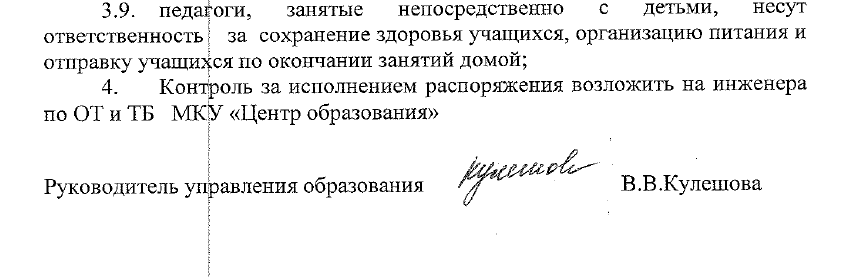 3.9. педагоги, занятые непосредственно с детьми, несут
ответственность за сохранение здоровья учащихся, организацию питания и
отправку учащихся по окончании занятий домой;
4. Контроль за исполнением распоряжения возложить на инженера
по ОТ и ТБ МКУ «Центр образования»
Руководитель управления образования кулешова В.В.Кулешова